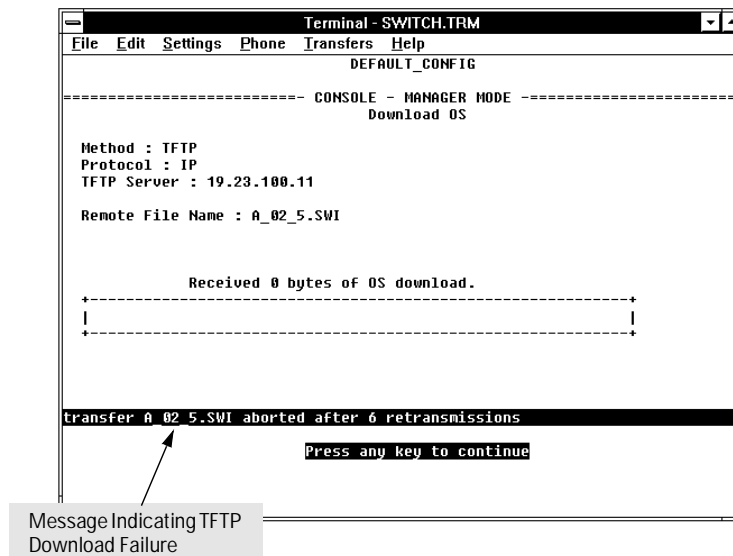 Terminal - SWITCH.TRM
File Edit Settings Phone Transfers Help
DEFAULT_CONFIG
==========================- CONSOLE - MANAGER MODE -========================
Download OS
Method : TFTP
Protocol : IP
TFTP Server : 19.23.100.11
Remote File Name : A_02_5.SWI
Received 0 bytes of OS download.
+---------------------------------------------------------------+
| |
+---------------------------------------------------------------+
transfer A_02_5.SWI aborted after 6 retransmissions
Press any key to continue
Message Indicating TFTP
Download Failure